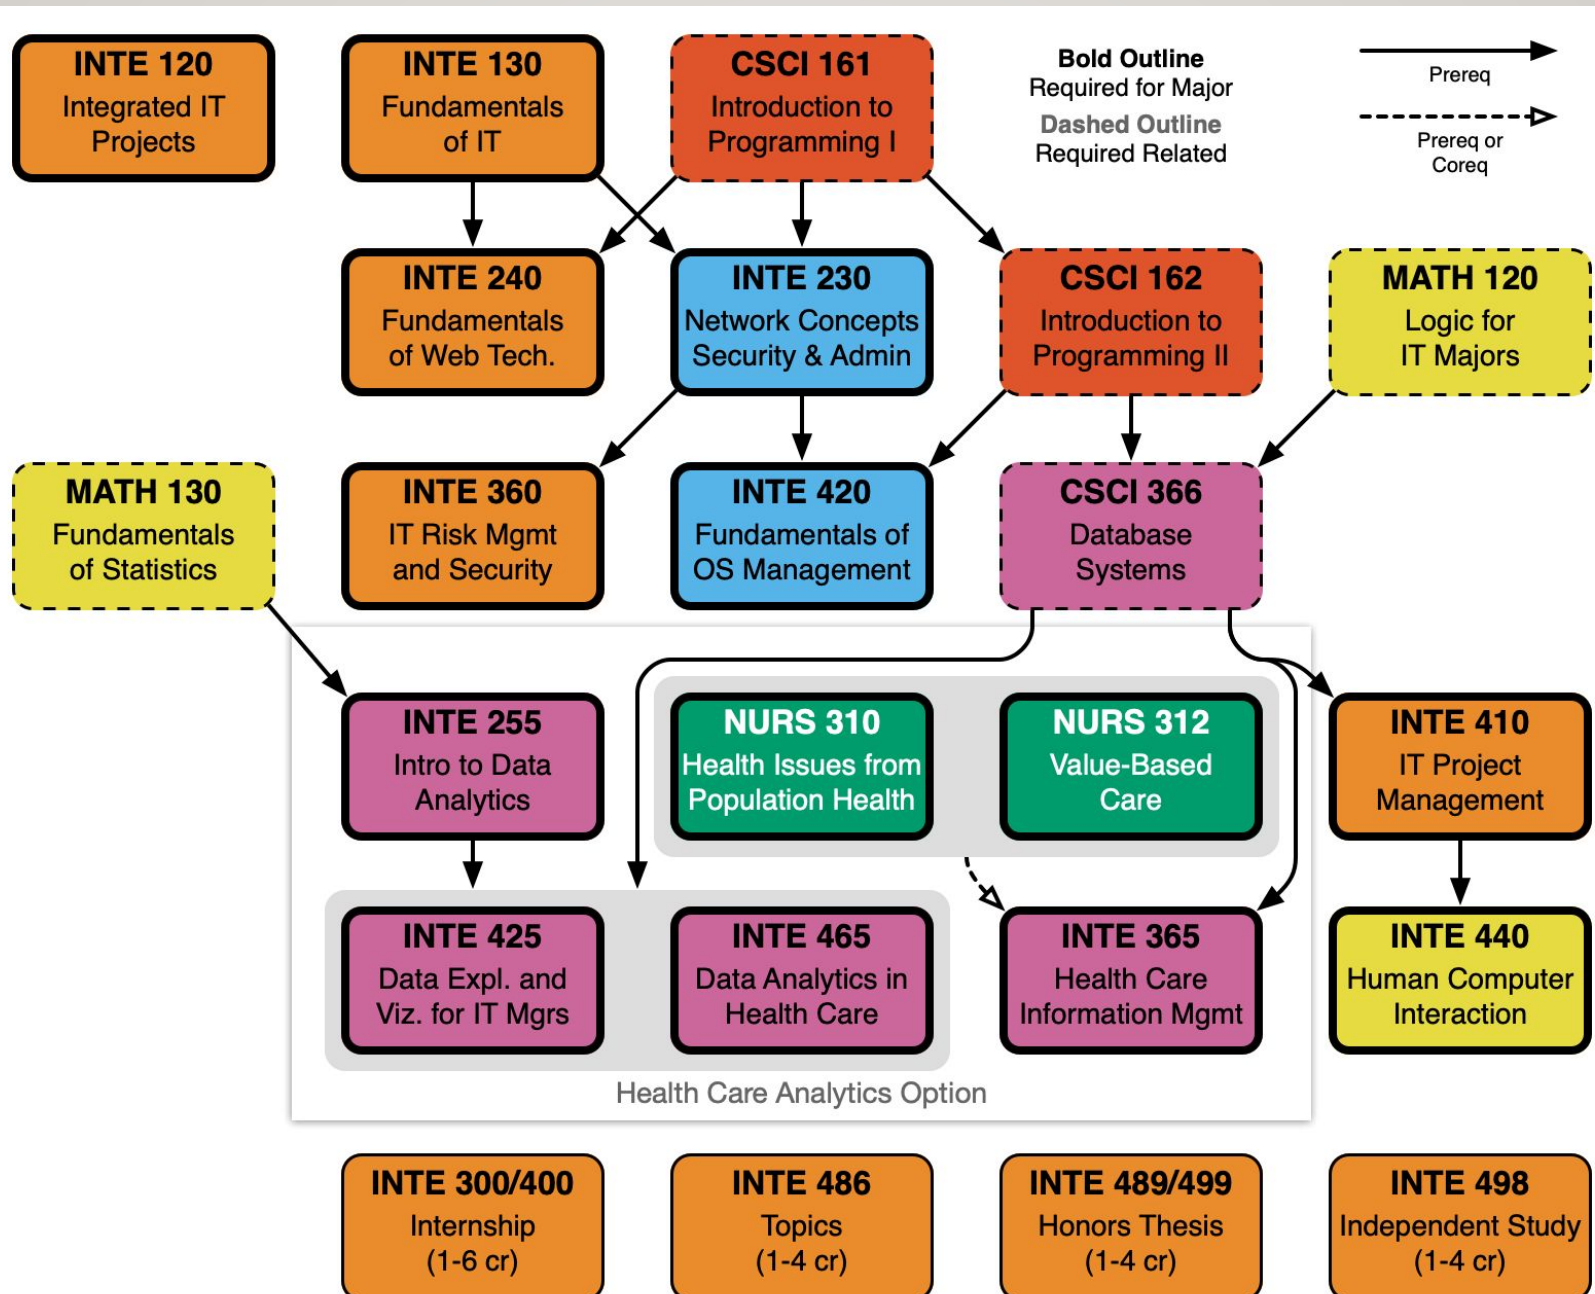 INTE 120
Integrated IT
Projects
INTE 130
Fundamentals
of IT
CSCI 161
Introduction to
Programming I
Bold Outline
Required for Major
Dashed Outline
Required Related
Prereq
Prereq or
Coreq
INTE 240
Fundamentals
of Web Tech.
INTE 230
Network Concepts
Security & Admin
CSCI 162
Introduction to
Programming II
MATH 120
Logic for
IT Majors
MATH 130
Fundamentals
of Statistics
INTE 360
IT Risk Mgmt
and Security
INTE 420
Fundamentals of
OS Management
CSCI 366
Database
Systems
INTE 255
Intro to Data
Analytics
NURS 310
Health Issues from
Population Health
NURS 312
Value-Based
Care
INTE 410
IT Project
Management
INTE 425
Data Expl. and
Viz. for IT Mgrs
INTE 465
Data Analytics in
Health Care
INTE 365
Health Care
Information Mgmt
INTE 440
Human Computer
Interaction
Health Care Analytics Option
INTE 300/400
Internship
(1-6 cr)
INTE 486
Topics
(1-4 cr)
INTE 489/499
Honors Thesis
(1-4 cr)
INTE 498
Independent Study
(1-4 cr)